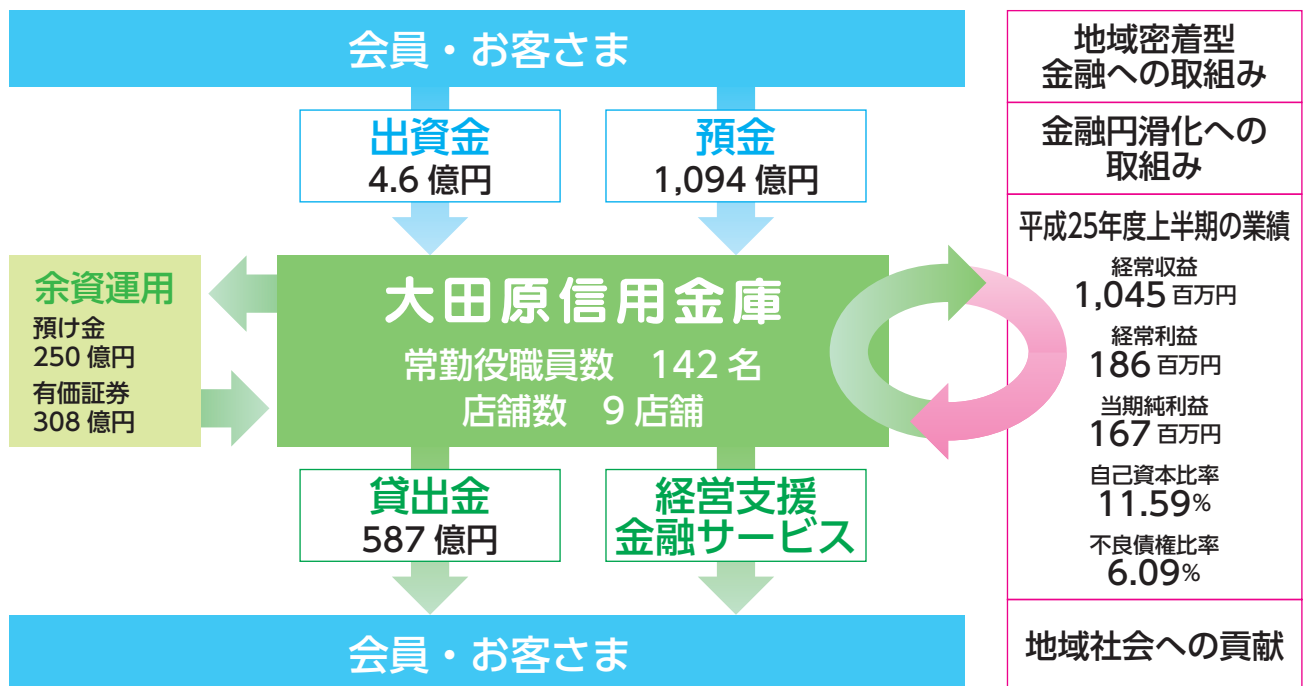 会員・お客さま
出資金
4.6 億円
預金
1,094 億円
余資運用
預け金
250 億円
有価証券
308 億円
大田原信用金庫
常勤役職員数　142 名
店舗数　9 店舗
貸出金
587 億円
経営支援
金融サービス
会員・お客さま
地域密着型
金融への取組み
金融円滑化への
取組み
平成25年度上半期の業績
経常収益
1,045 百万円
経常利益
186 百万円
当期純利益
167 百万円
自己資本比率
11.59%
不良債権比率
6.09%
地域社会への貢献